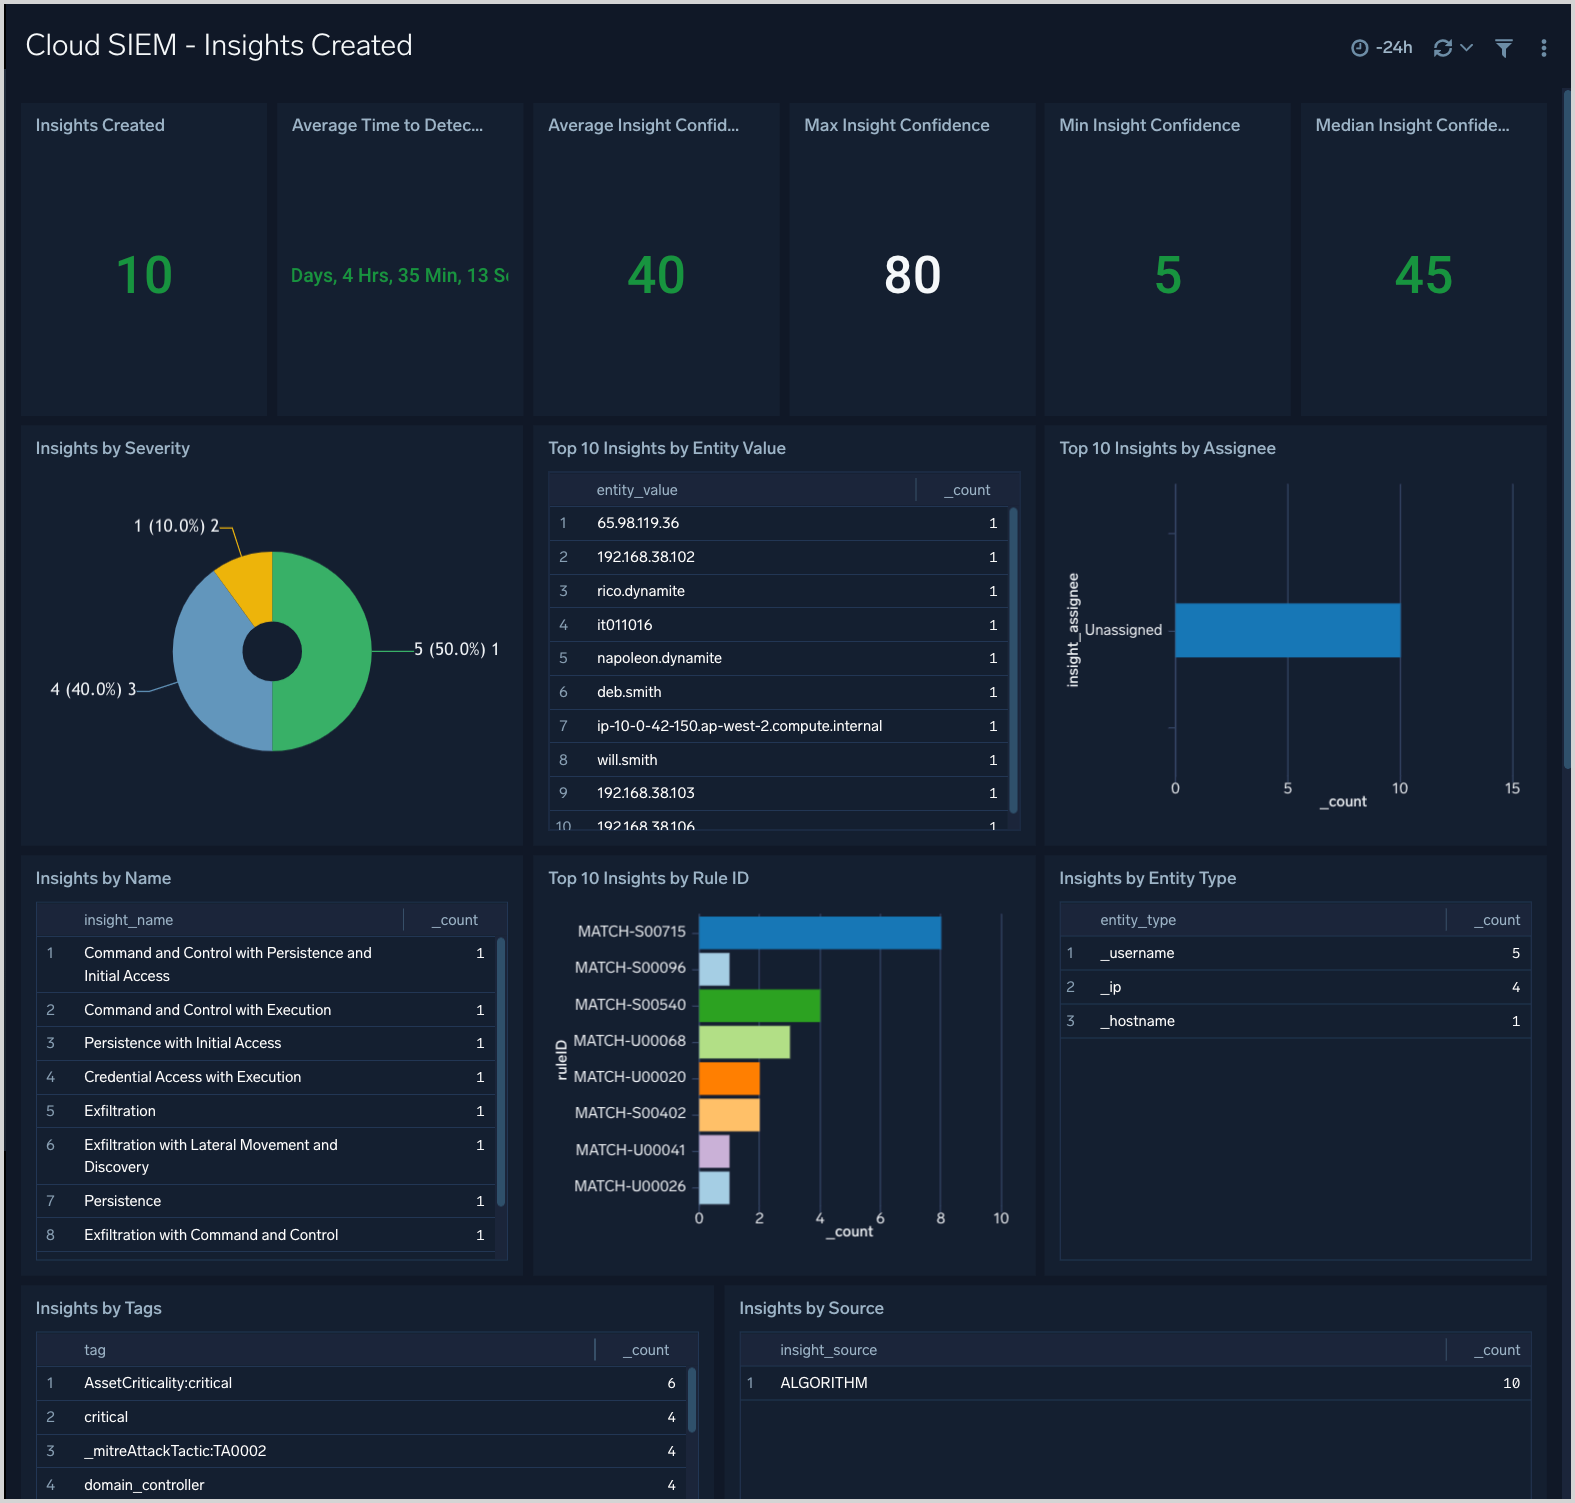 Cloud SIEM - Insights Created
-24h
Insights Created
10
Average Time to Detec...
Days, 4 Hrs, 35 Min, 13
Average Insight Confid...
40
Max Insight Confidence
80
Min Insight Confidence
5
Median Insight Confide...
45
Insights by Severity
1 (10.0%) 2
5 (50.0%) 1
4 (40.0%) 3
Top 10 Insights by Entity Value
entity_value _count
1 65.98.119.36 1
2 192.168.38.102 1
3 rico.dynamite 1
4 it011016 1
5 napoleon.dynamite 1
6 deb.smith 1
7 ip-10-0-42-150.ap-west-2.compute.internal 1
8 will.smith 1
9 192.168.38.103 1
10 192.168.38.106 1
Top 10 Insights by Assignee
insight_assignee
Unassigned
0 5 10 15
_count
Insights by Name
insight_name _count
1 Command and Control with Persistence and 1
Initial Access
2 Command and Control with Execution 1
3 Persistence with Initial Access 1
4 Credential Access with Execution 1
5 Exfiltration 1
6 Exfiltration with Lateral Movement and 1
Discovery
7 Persistence 1
8 Exfiltration with Command and Control 1
Top 10 Insights by Rule ID
ruleID
MATCH-S00715
MATCH-S00096
MATCH-S00540
MATCH-U00068
MATCH-U00020
MATCH-S00402
MATCH-U00041
MATCH-U00026
0 2 4 6 8 10
_count
Insights by Entity Type
entity_type _count
1 _username 5
2 _ip 4
3 _hostname 1
Insights by Tags
tag _count
1 AssetCriticality:critical 6
2 critical 4
3 _mitreAttackTactic:TA0002 4
4 domain_controller 4
Insights by Source
insight_source _count
1 ALGORITHM 10